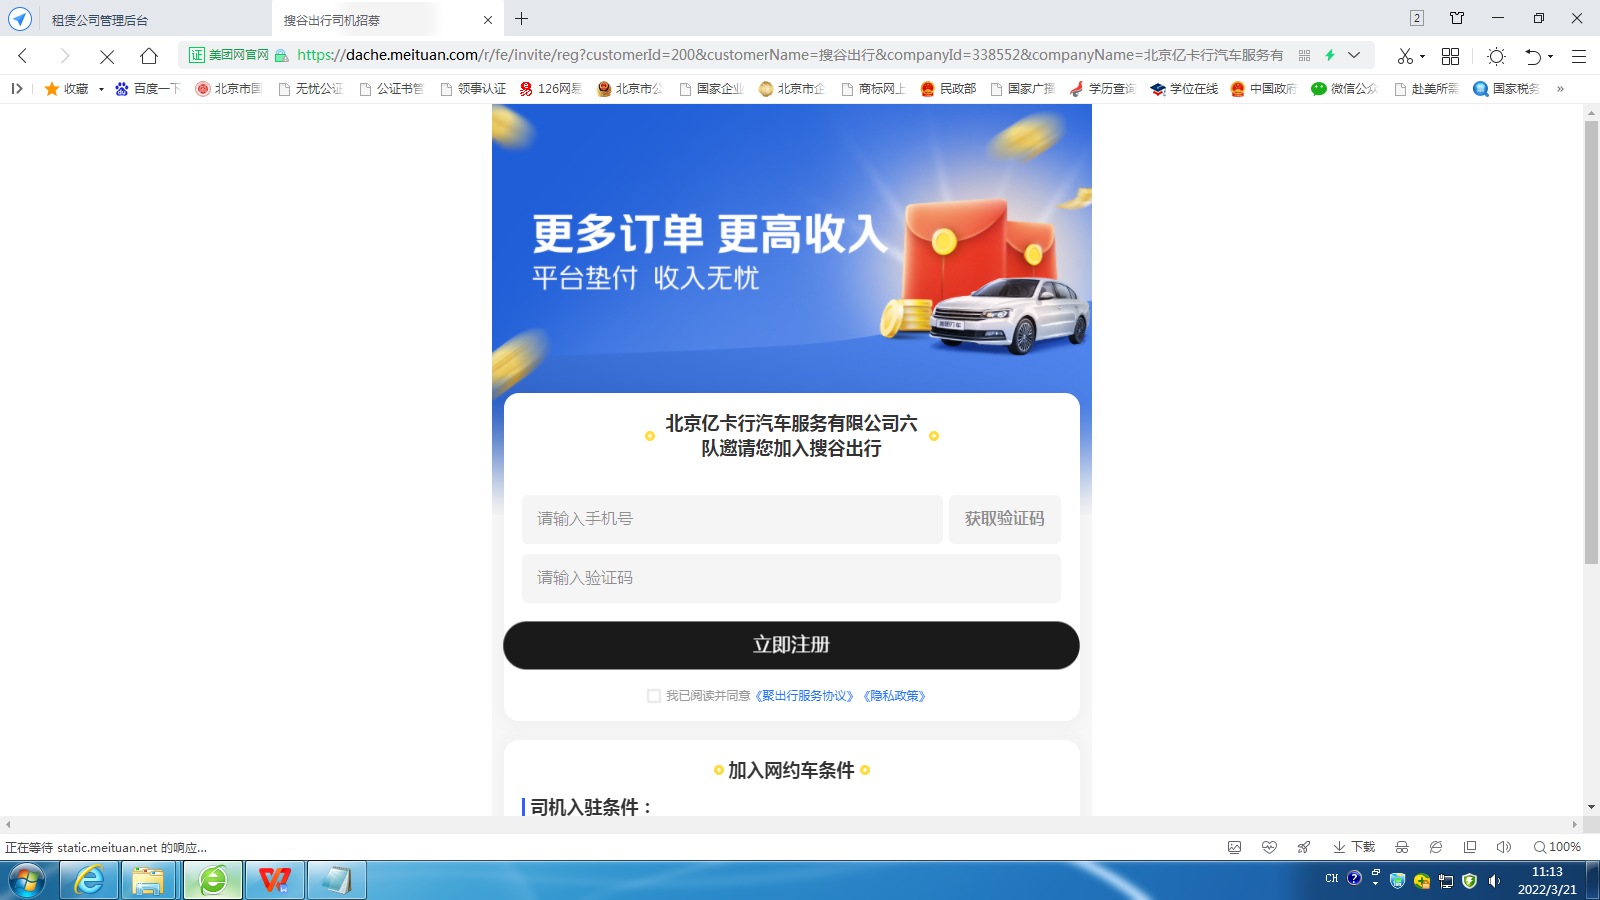 租赁公司管理后台
搜谷出行司机招募
2
证 美团网官网 https://dache.meituan.com/r/fe/invite/reg?customerId=200&customerName=搜谷出行&companyId=338552&companyName=北京亿卡行汽车服务有
收藏 百度一下 北京市国 无忧公证 公证书管 领事认证 126网易 北京市公 国家企业 北京市企 商标网上 民政部 国家广播 学历查询 学位在线 中国政府 微信公众 赴美所需 国家税务 »
更多订单 更高收入
平台垫付 收入无忧
美团打车
北京亿卡行汽车服务有限公司六
队邀请您加入搜谷出行
请输入手机号 获取验证码
请输入验证码
立即注册
我已阅读并同意《聚出行服务协议》《隐私政策》
加入网约车条件
司机入驻条件：
正在等待 static.meituan.net 的响应...
下载 100%
CH
11:13
2022/3/21